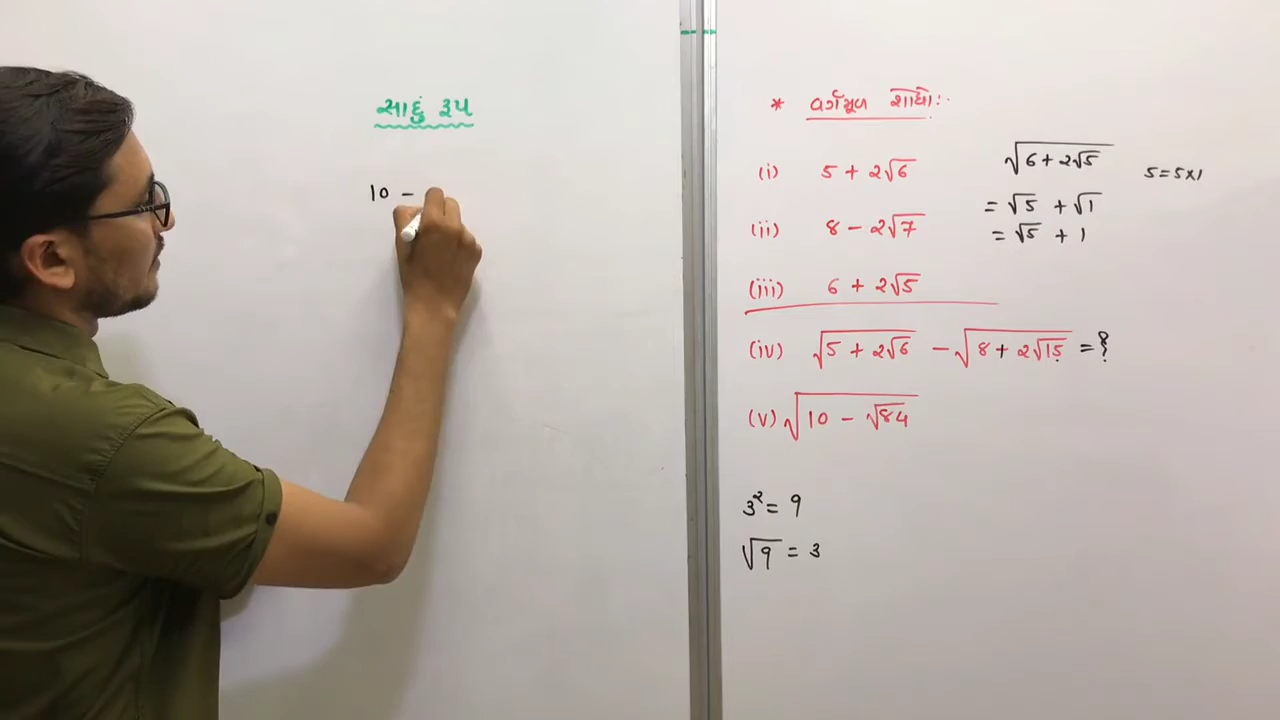 સાદું રૂપ
10 -
* વર્ગમૂળ શોધો:-
(i) 5 + 2√6
(ii) 8 - 2√7
(iii) 6 + 2√5
(iv) √(5 + 2√6) - √(8 + 2√15) = ?
(v) √(10 - √84)
√(6 + 2√5)
5 = 5×1
= √5 + √1
= √5 + 1
3² = 9
√9 = 3